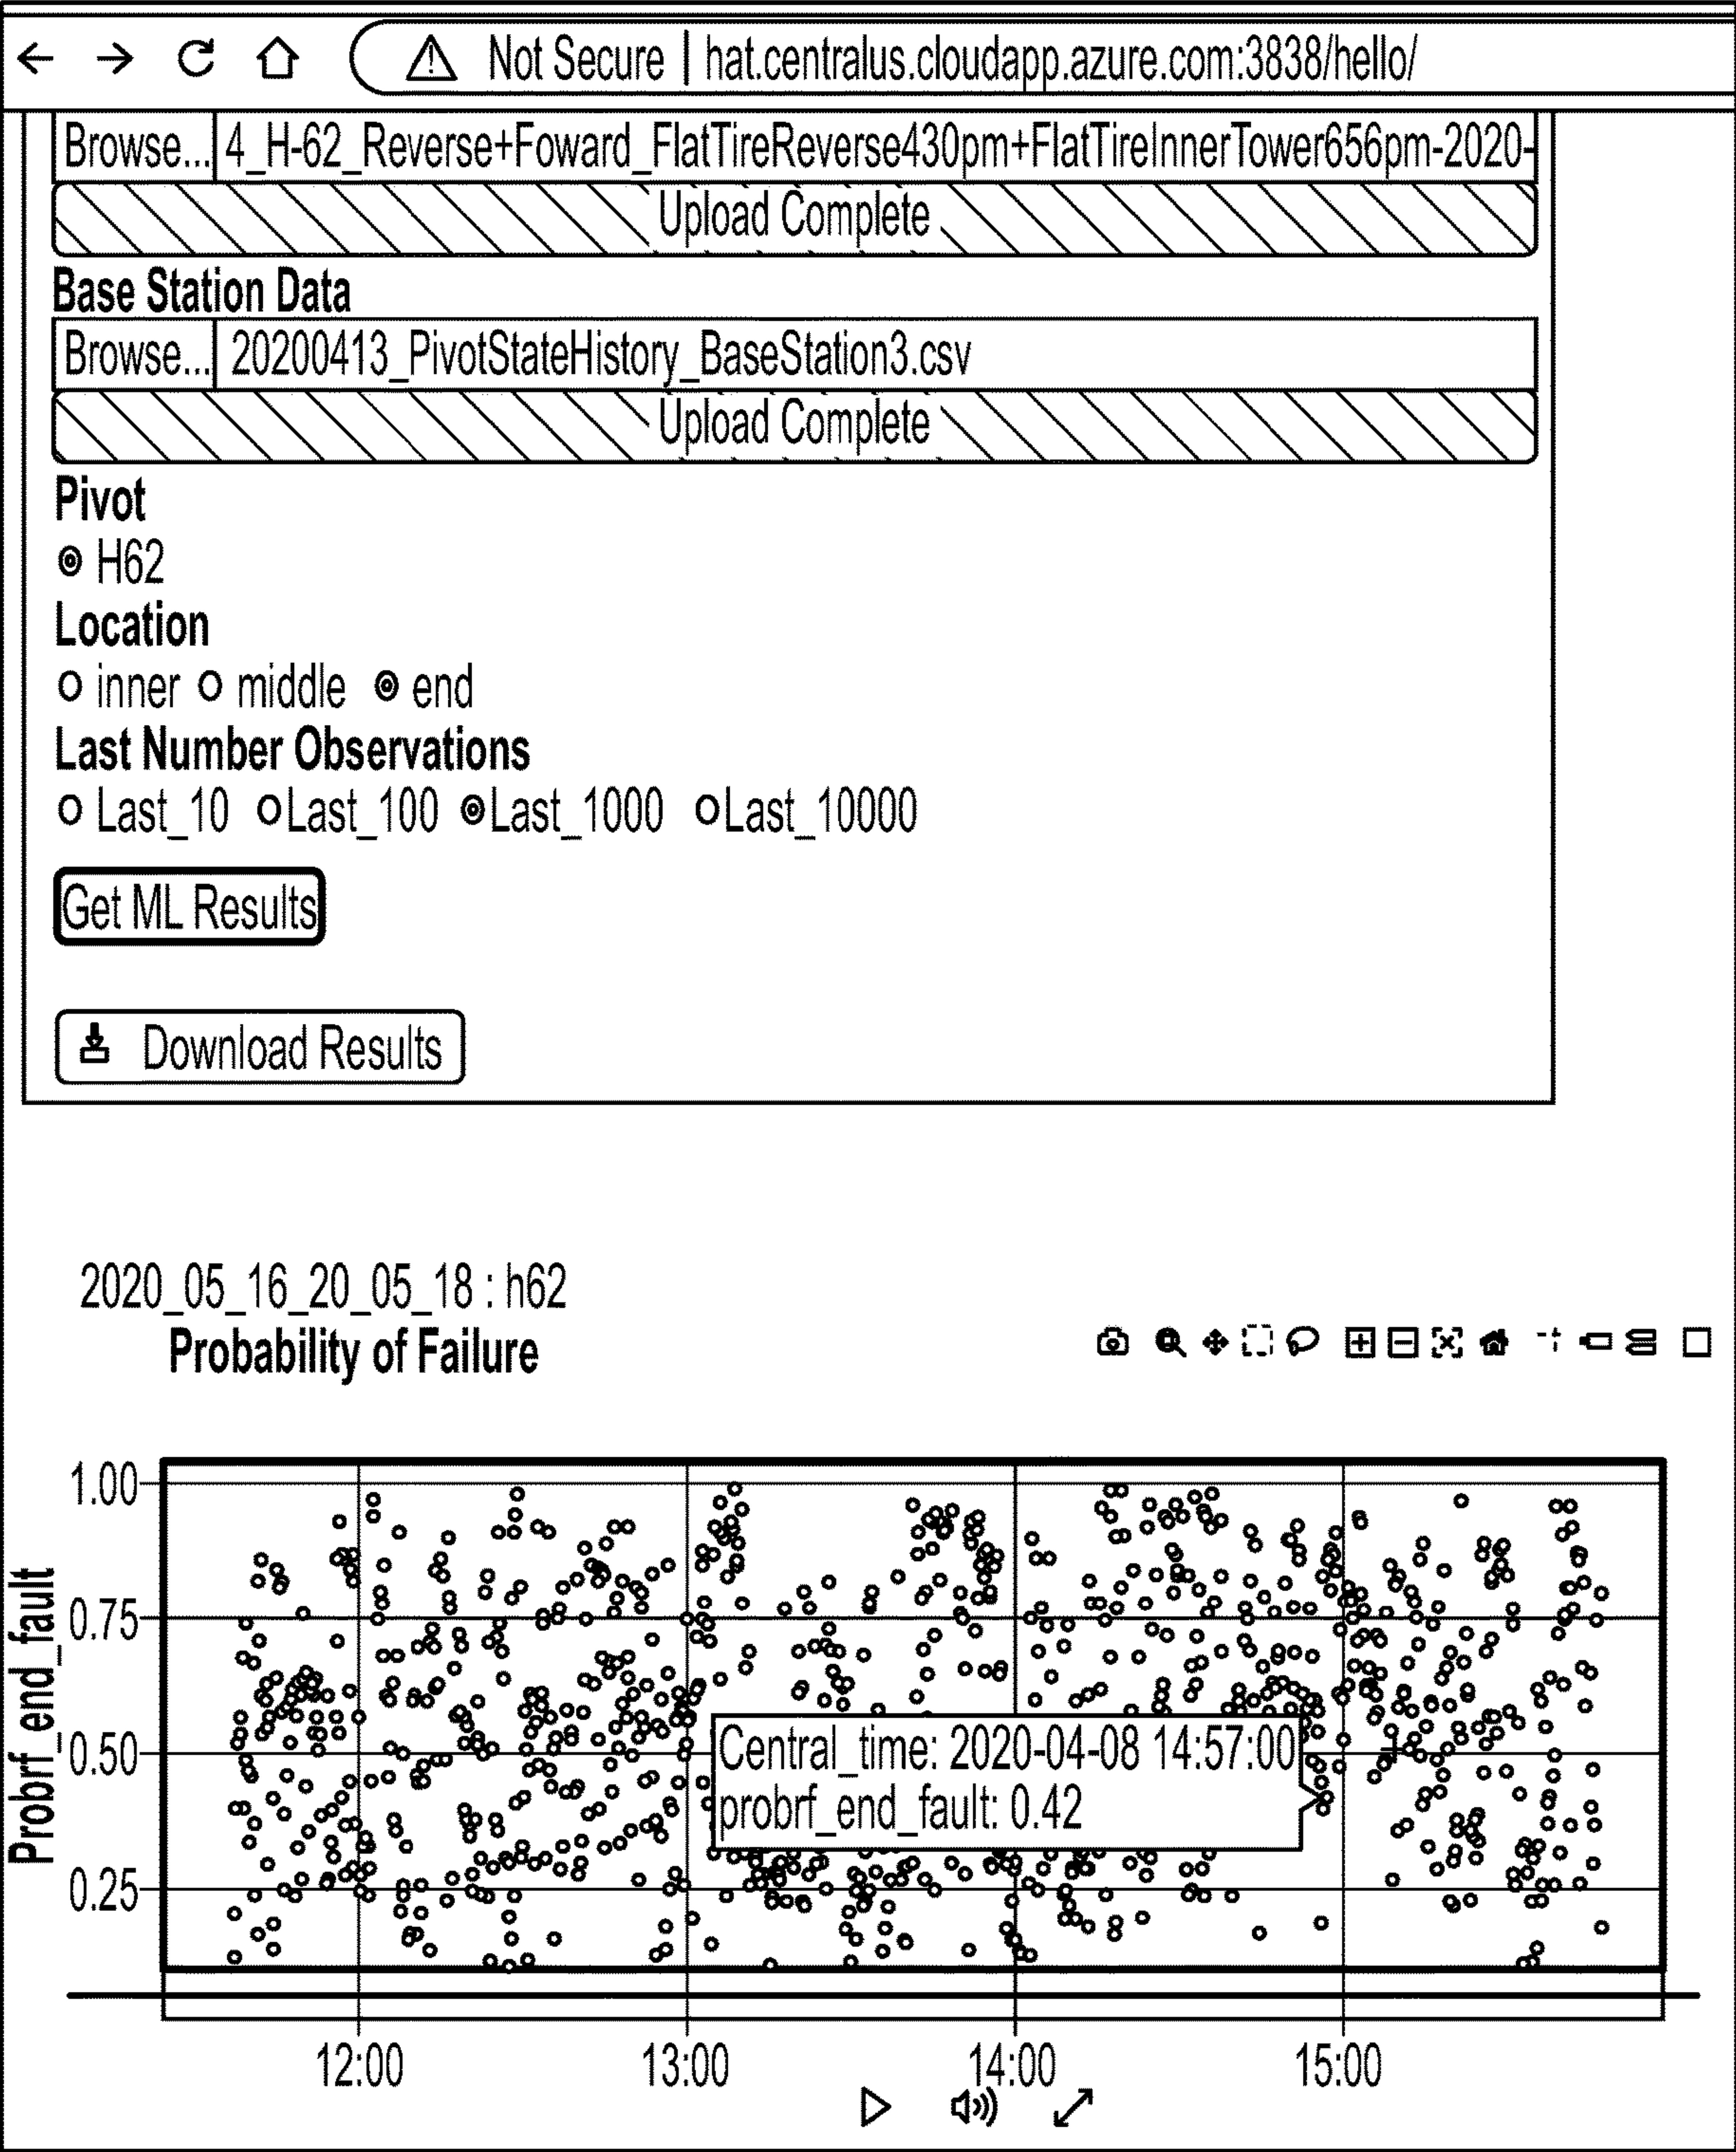 Not Secure | hat.centralus.cloudapp.azure.com:3838/hello/
Browse... 4_H-62_Reverse+Foward_FlatTireReverse430pm+FlatTireInnerTower656pm-2020-
Upload Complete
Base Station Data
Browse... 20200413_PivotStateHistory_BaseStation3.csv
Upload Complete
Pivot
H62
Location
inner middle end
Last Number Observations
Last_10 Last_100 Last_1000 Last_10000
Get ML Results
Download Results
2020_05_16_20_05_18 : h62
Probability of Failure
Probrf_end_fault
1.00
0.75
0.50
0.25
Central_time: 2020-04-08 14:57:00
probrf_end_fault: 0.42
12:00 13:00 14:00 15:00